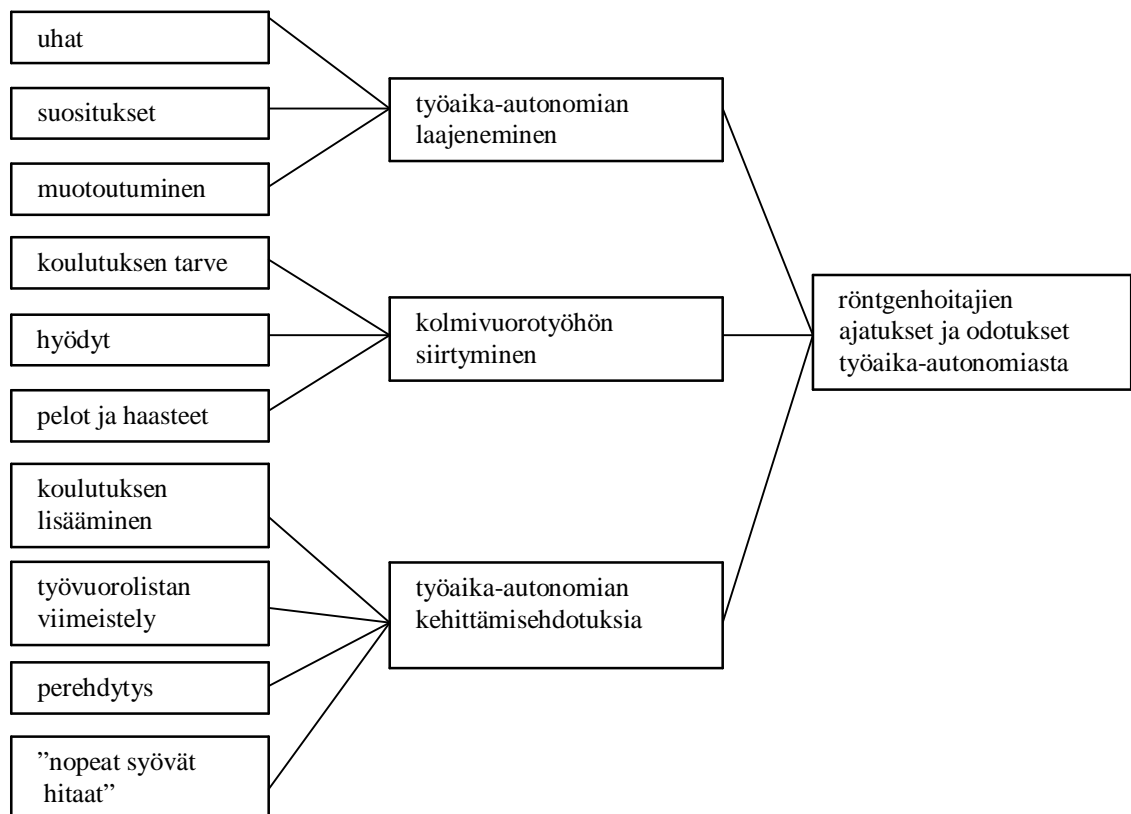 uhat
suositukset
muotoutuminen
koulutuksen tarve
hyödyt
pelot ja haasteet
koulutuksen
lisääminen
työvuorolistan
viimeistely
perehdytys
”nopeat syövät
hitaat”
työaika-autonomian
laajeneminen
kolmivuorotyöhön
siirtyminen
työaika-autonomian
kehittämisehdotuksia
röntgenhoitajien
ajatukset ja odotukset
työaika-autonomiasta